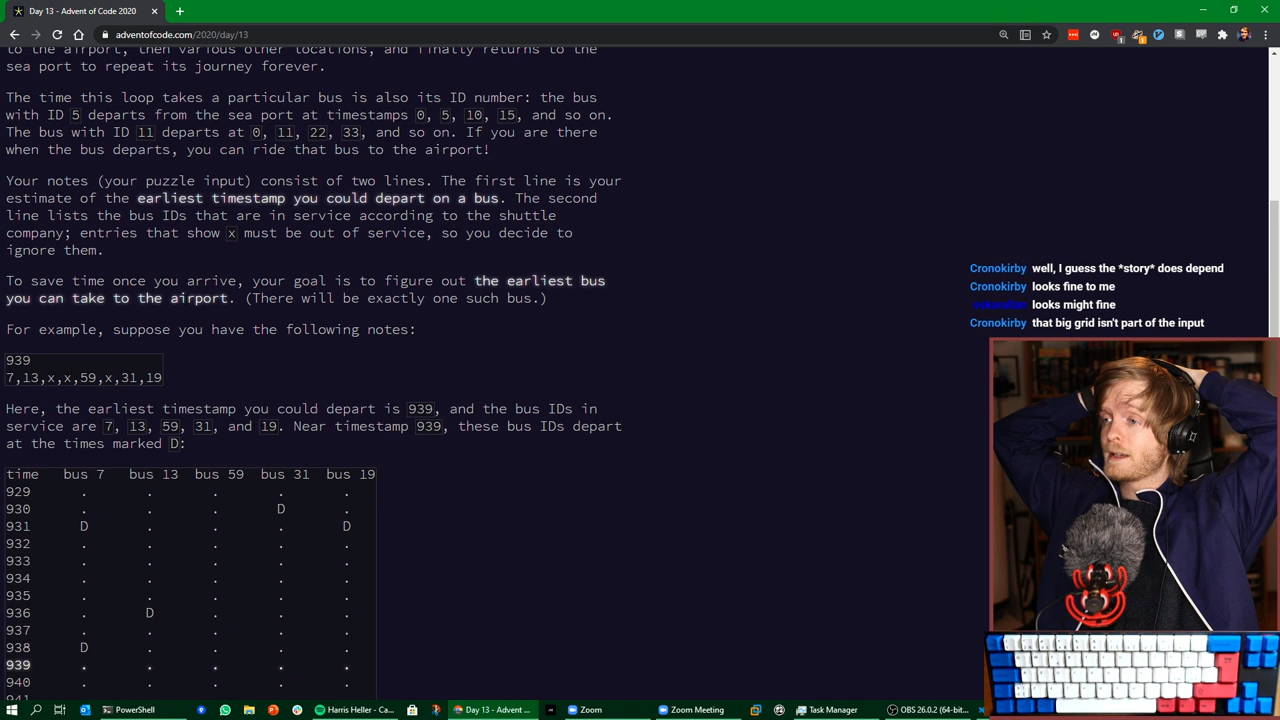 Day 13 - Advent of Code 2020
adventofcode.com/2020/day/13
to the airport, then various other locations, and finally returns to the
sea port to repeat its journey forever.
The time this loop takes a particular bus is also its ID number: the bus
with ID 5 departs from the sea port at timestamps 0, 5, 10, 15, and so on.
The bus with ID 11 departs at 0, 11, 22, 33, and so on. If you are there
when the bus departs, you can ride that bus to the airport!
Your notes (your puzzle input) consist of two lines. The first line is your
estimate of the earliest timestamp you could depart on a bus. The second
line lists the bus IDs that are in service according to the shuttle
company; entries that show x must be out of service, so you decide to
ignore them.
To save time once you arrive, your goal is to figure out the earliest bus
you can take to the airport. (There will be exactly one such bus.)
For example, suppose you have the following notes:
939
7,13,x,x,59,x,31,19
Here, the earliest timestamp you could depart is 939, and the bus IDs in
service are 7, 13, 59, 31, and 19. Near timestamp 939, these bus IDs depart
at the times marked D:
time bus 7 bus 13 bus 59 bus 31 bus 19
929 . . . . .
930 . . . D .
931 D . . . D
932 . . . . .
933 . . . . .
934 . . . . .
935 . . . . .
936 . D . . .
937 . . . . .
938 D . . . .
939 . . . . .
940 . . . . .
941
Cronokirby well, I guess the *story* does depend
Cronokirby looks fine to me
looks might fine
Cronokirby that big grid isn't part of the input
PowerShell
Harris Heller - Ca...
Day 13 - Advent ...
Zoom
Zoom Meeting
Task Manager
OBS 26.0.2 (64-bit...